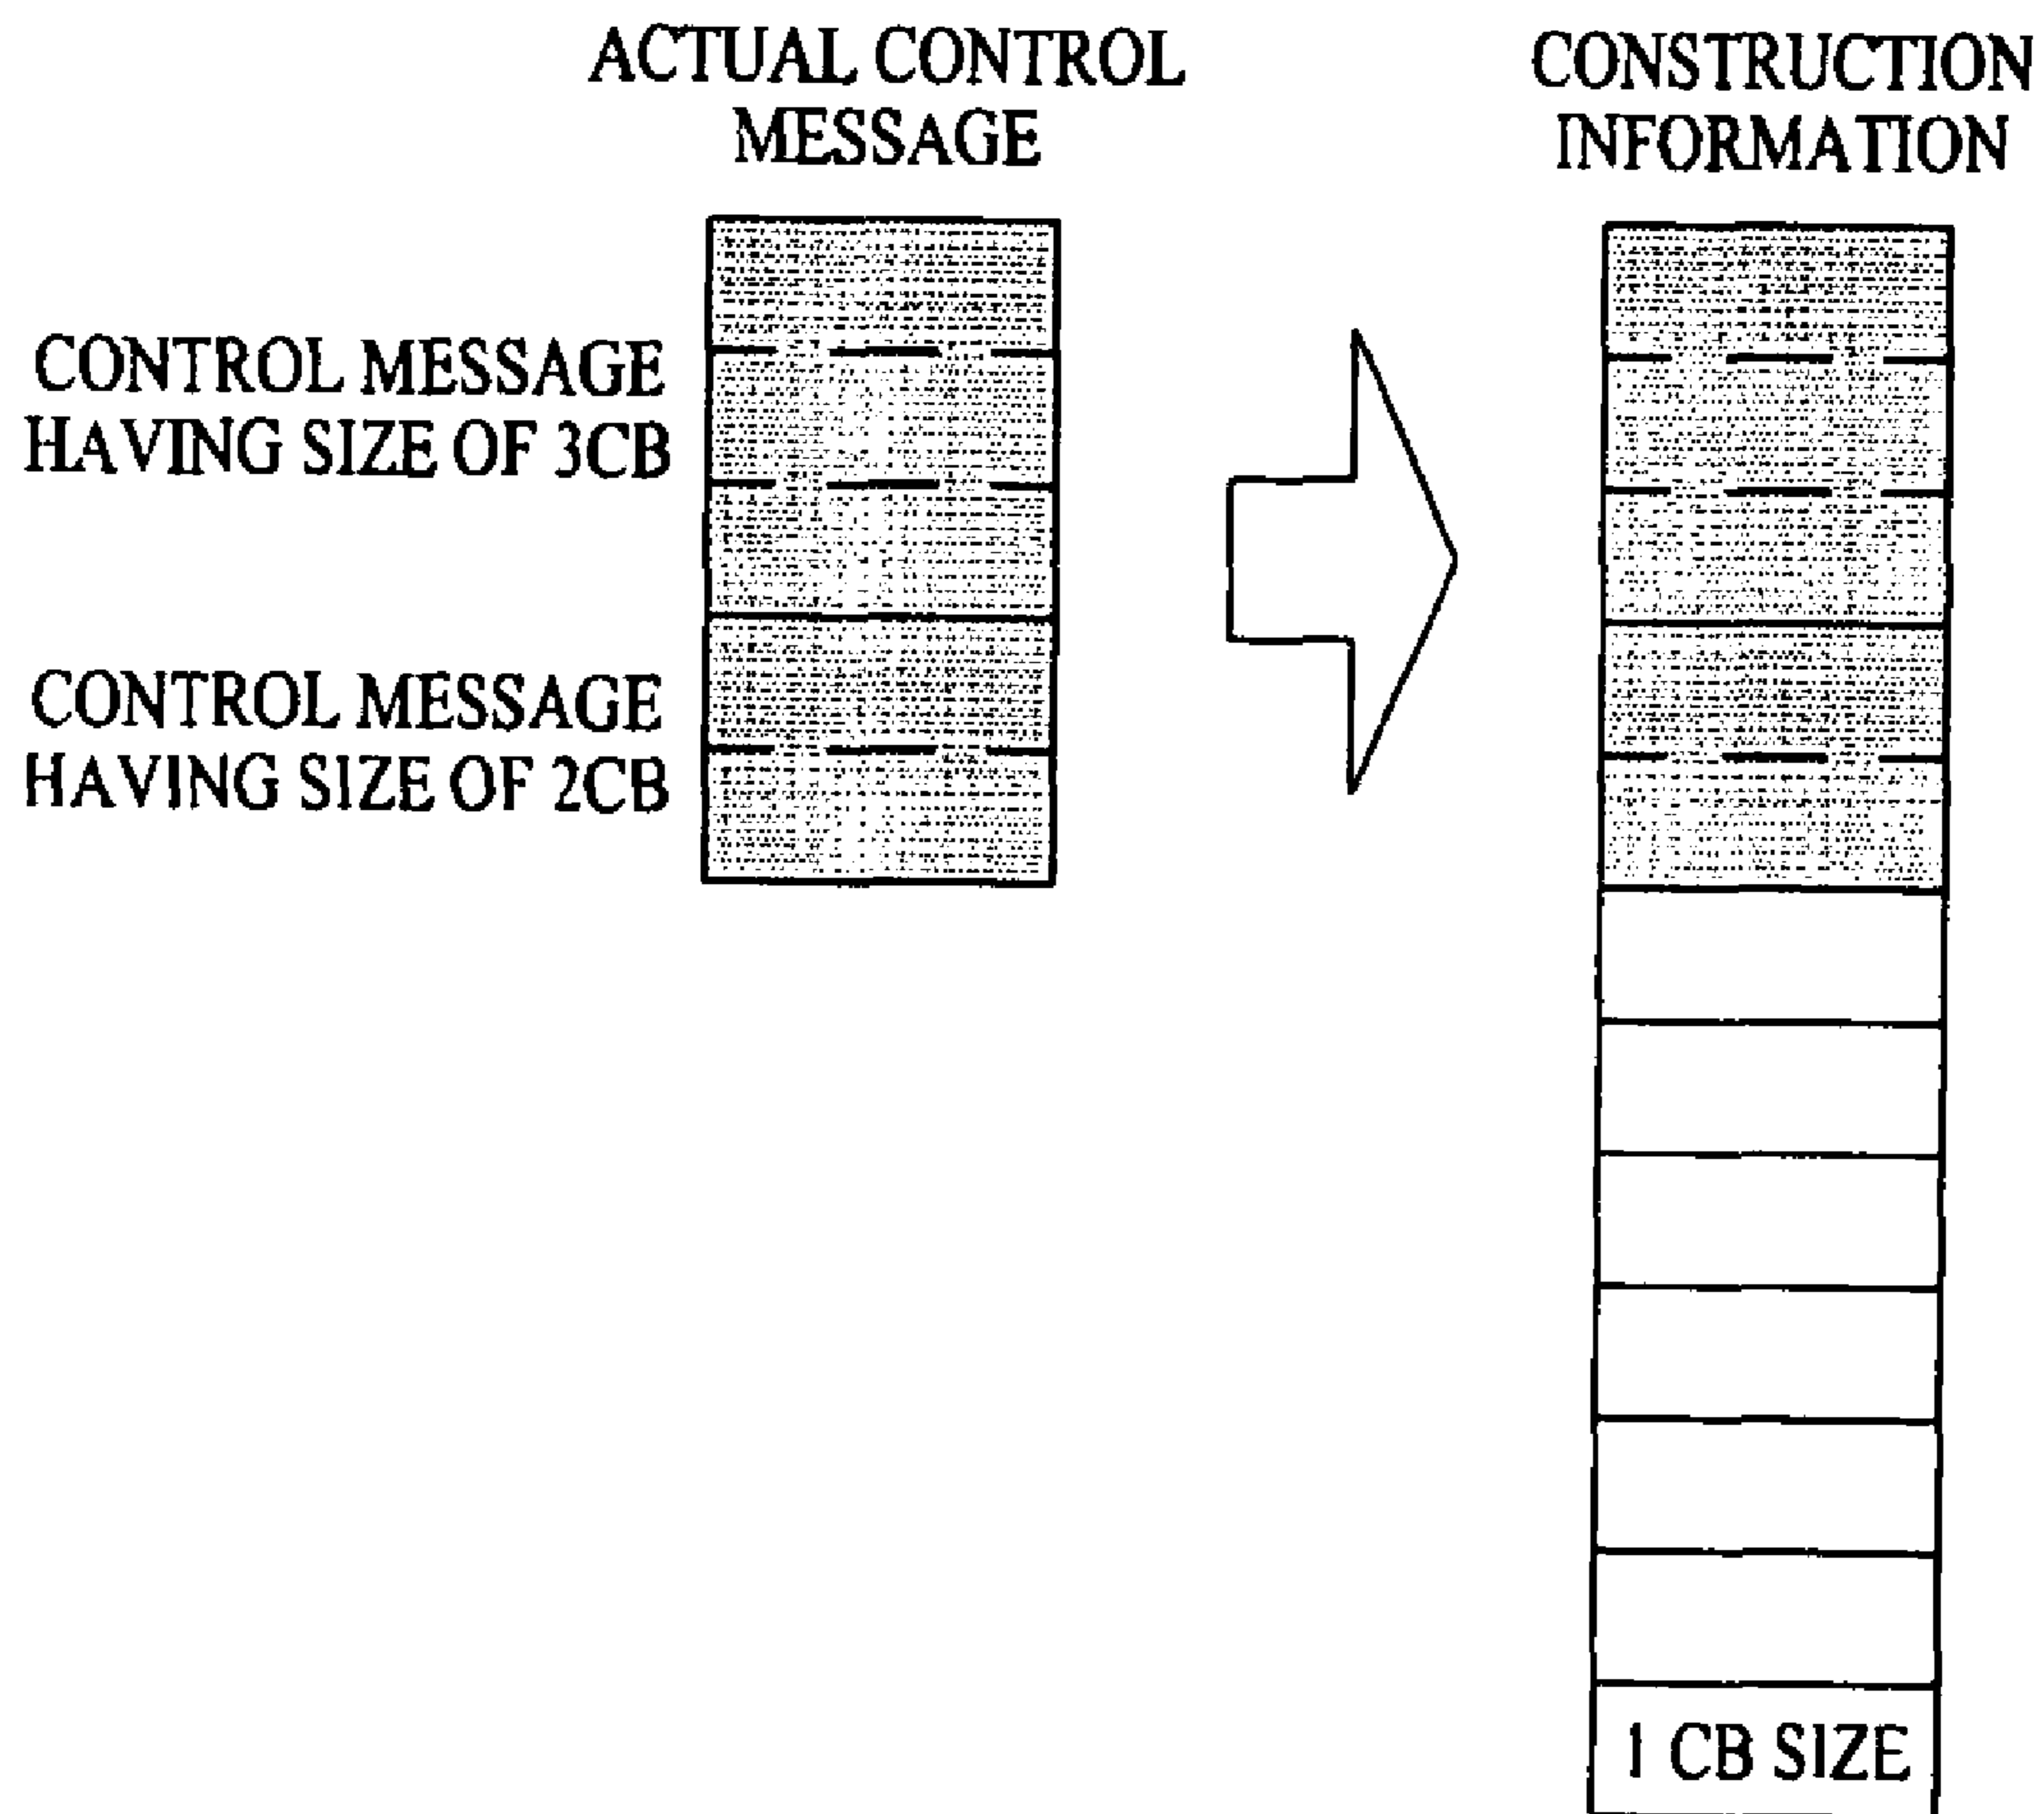 ACTUAL CONTROL
MESSAGE
CONSTRUCTION
INFORMATION
CONTROL MESSAGE
HAVING SIZE OF 3CB
CONTROL MESSAGE
HAVING SIZE OF 2CB
1 CB SIZE